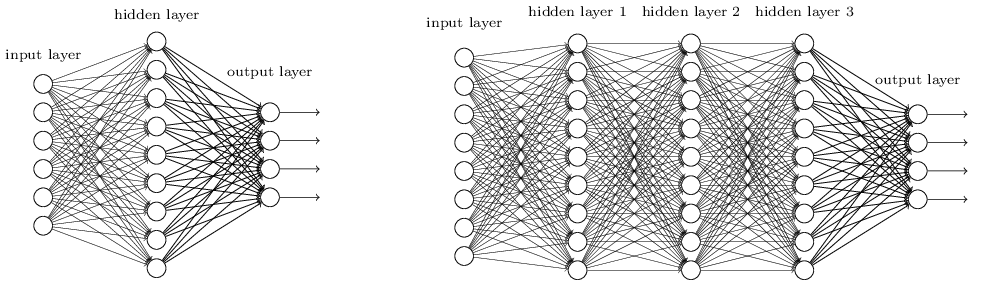 hidden layer
input layer
output layer
input layer
hidden layer 1
hidden layer 2
hidden layer 3
output layer